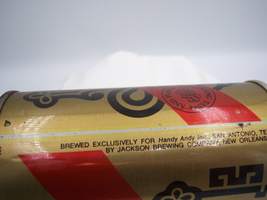 BREWED EXCLUSIVELY FOR Handy Andy Inc., SAN ANTONIO, TE
BY JACKSON BREWING COMPANY, NEW ORLEANS